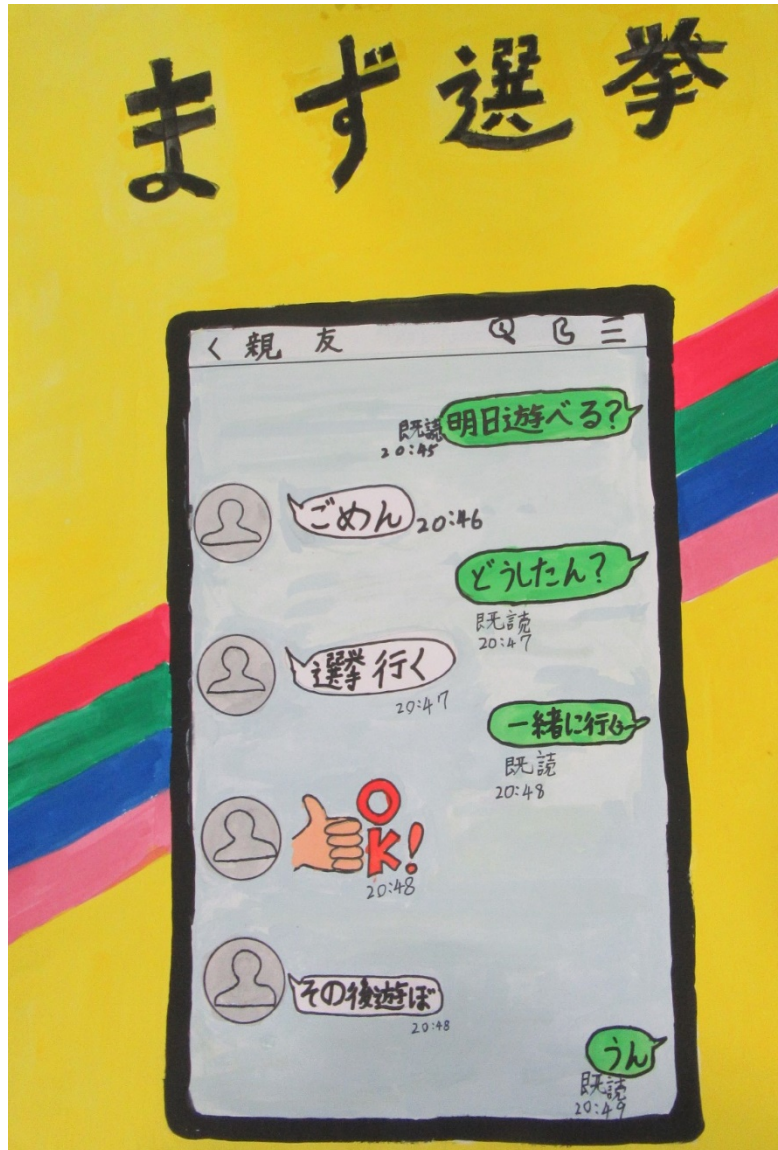 まず選挙
< 親友
明日遊べる?
既読
20:45
ごめん
20:46
どうしたん?
既読
20:47
選挙行く
20:47
一緒に行く
既読
20:48
OK!
20:48
その後遊ぼ
20:48
うん
既読
20:49